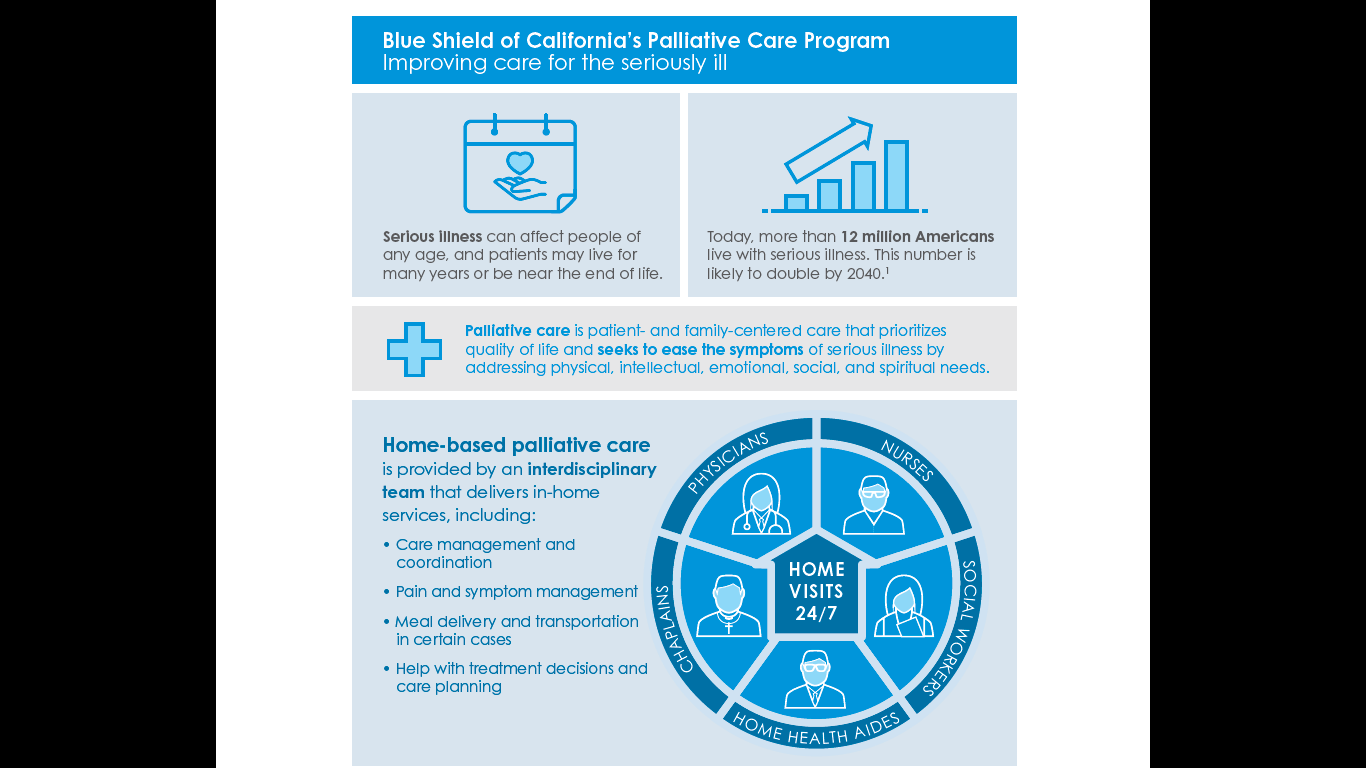 Blue Shield of California's Palliative Care Program
Improving care for the seriously ill
Serious illness can affect people of
any age, and patients may live for
many years or be near the end of life.
Today, more than 12 million Americans
live with serious illness. This number is
likely to double by 2040.¹
Palliative care is patient- and family-centered care that prioritizes
quality of life and seeks to ease the symptoms of serious illness by
addressing physical, intellectual, emotional, social, and spiritual needs.
Home-based palliative care
is provided by an interdisciplinary
team that delivers in-home
services, including:
• Care management and
coordination
• Pain and symptom management
• Meal delivery and transportation
in certain cases
• Help with treatment decisions and
care planning
PHYSICIANS
NURSES
SOCIAL WORKERS
HOME HEALTH AIDES
CHAPLAINS
HOME
VISITS
24/7